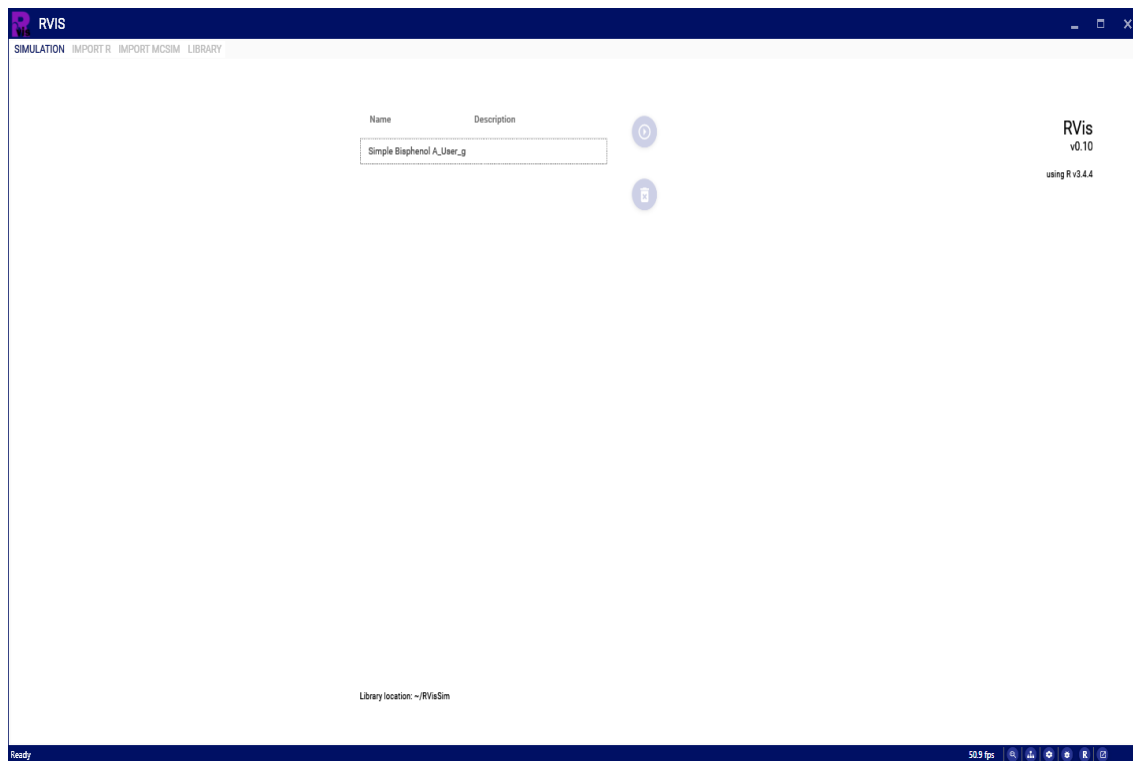 RVIS
SIMULATION IMPORT R IMPORT MCSIM LIBRARY
Name Description
Simple Bisphenol A_User_g
RVis
v0.10
using R v3.4.4
Library location: ~/RVisSim
Ready
50.9 fps
R